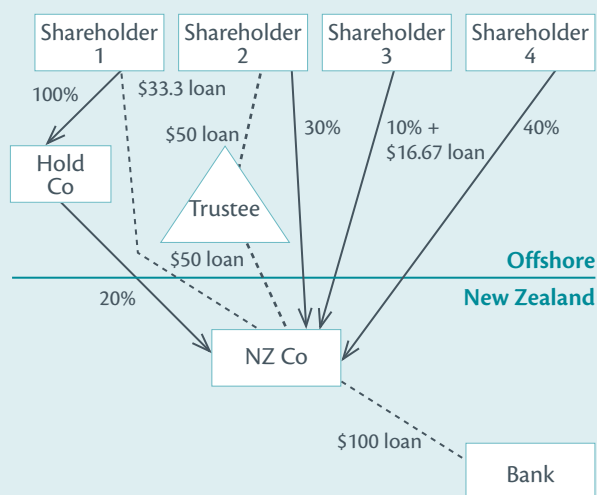 Shareholder
1
Shareholder
2
Shareholder
3
Shareholder
4
100%
$33.3 loan
$50 loan
30%
10% +
$16.67 loan
40%
Hold
Co
Trustee
$50 loan
Offshore
New Zealand
20%
NZ Co
$100 loan
Bank